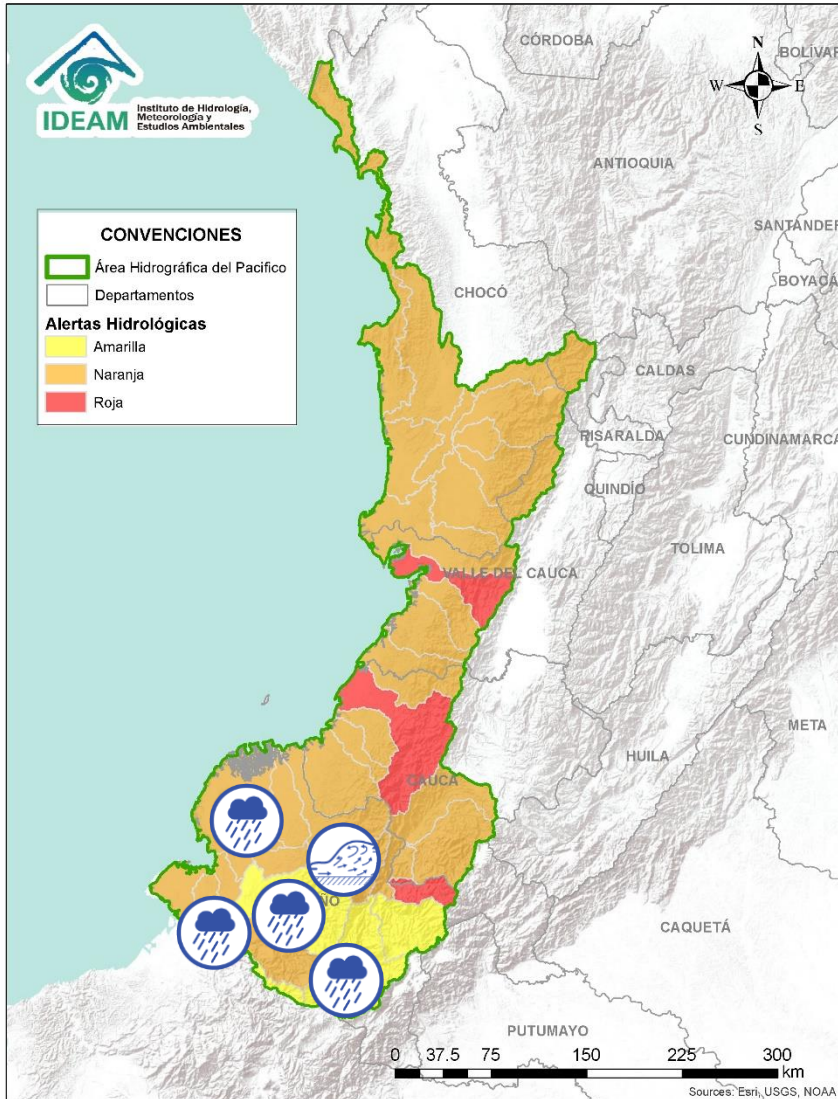 CÓRDOBA
BOLÍVAR
N
W
E
S
IDEAM
Instituto de Hidrología,
Meteorología y
Estudios Ambientales
ANTIOQUIA
CONVENCIONES
Área Hidrográfica del Pacifico
Departamentos
Alertas Hidrológicas
Amarilla
Naranja
Roja
SANTANDER
BOYACÁ
CHOCÓ
CALDAS
RISARALDA
CUNDINAMARCA
QUINDÍO
TOLIMA
VALLE DEL CAUCA
META
HUILA
CAUCA
ÑO
CAQUETÁ
PUTUMAYO
0 37.5 75 150 225 300
km
Sources: Esri, USGS, NOAA